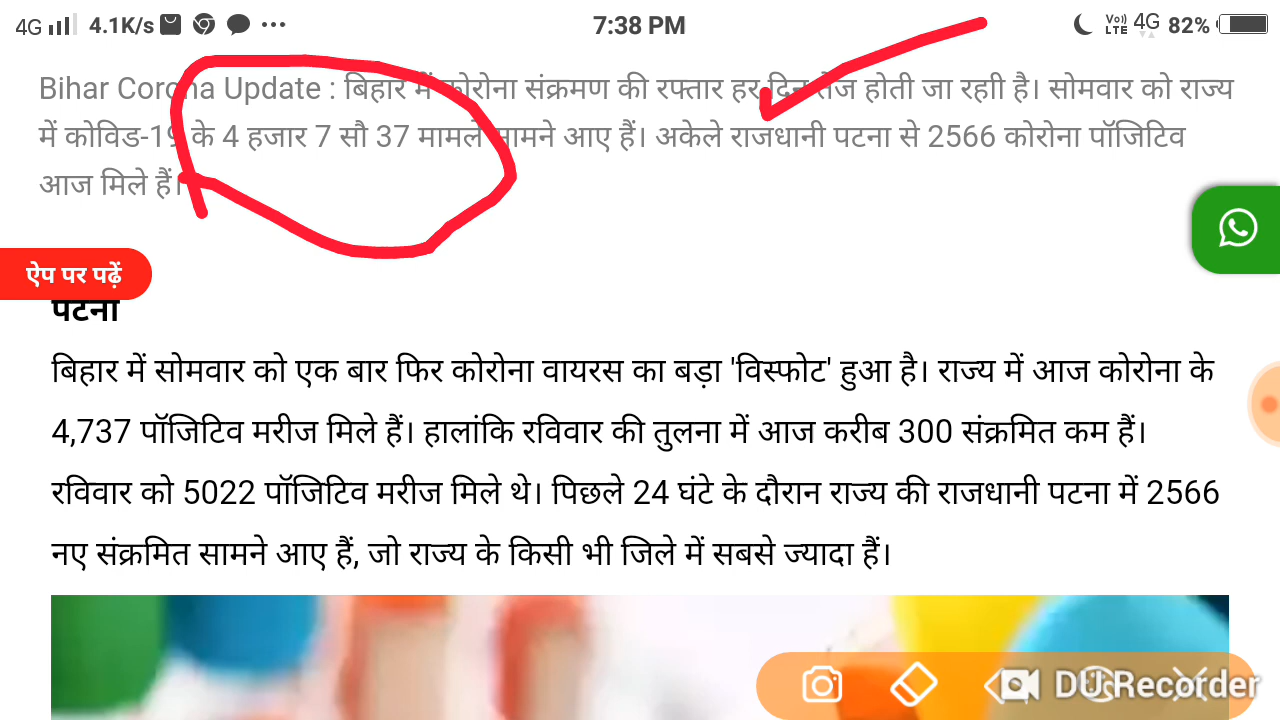 4G 4.1K/s 7:38 PM Vo)) LTE 4G 82%
Bihar Corona Update : बिहार में कोरोना संक्रमण की रफ्तार हर दिन तेज होती जा रहाी है। सोमवार को राज्य
में कोविड-19 के 4 हजार 7 सौ 37 मामले सामने आए हैं। अकेले राजधानी पटना से 2566 कोरोना पॉजिटिव
आज मिले हैं।
ऐप पर पढ़ें
पटना
बिहार में सोमवार को एक बार फिर कोरोना वायरस का बड़ा 'विस्फोट' हुआ है। राज्य में आज कोरोना के
4,737 पॉजिटिव मरीज मिले हैं। हालांकि रविवार की तुलना में आज करीब 300 संक्रमित कम हैं।
रविवार को 5022 पॉजिटिव मरीज मिले थे। पिछले 24 घंटे के दौरान राज्य की राजधानी पटना में 2566
नए संक्रमित सामने आए हैं, जो राज्य के किसी भी जिले में सबसे ज्यादा हैं।
DU Recorder